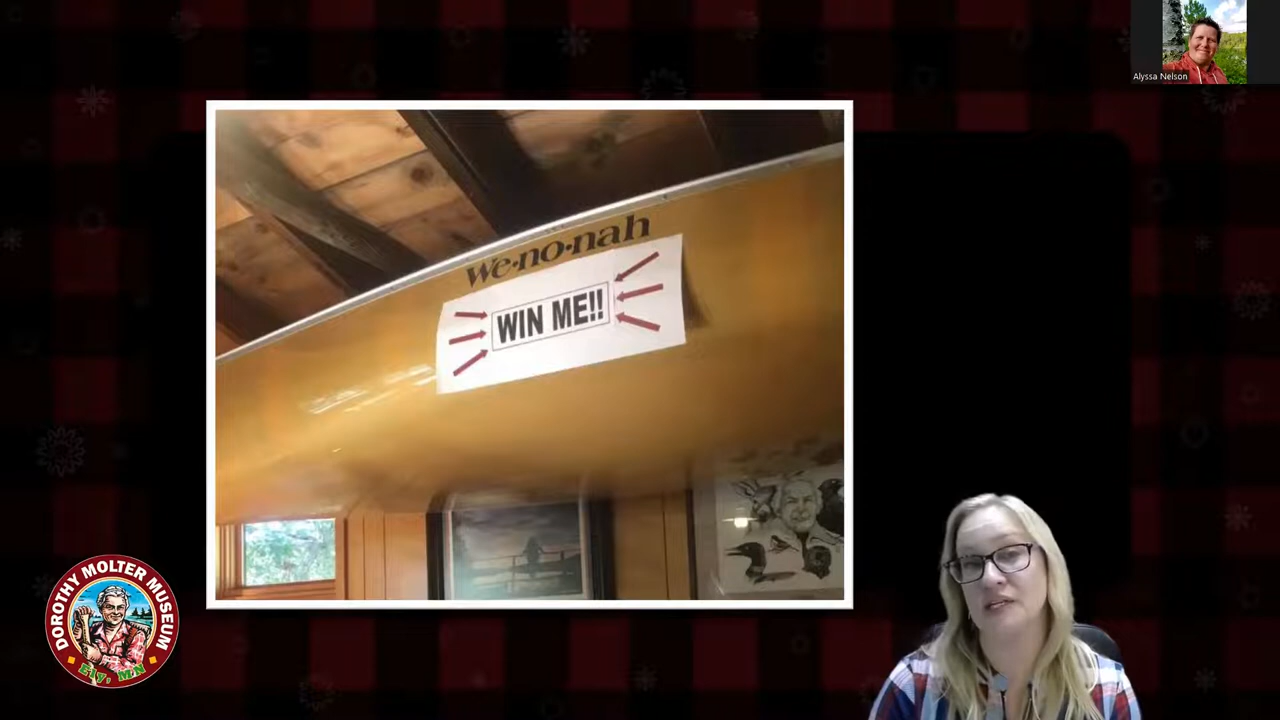 Alyssa Nelson
We·no·nah
WIN ME!!
DOROTHY MOLTER MUSEUM
Ely, MN